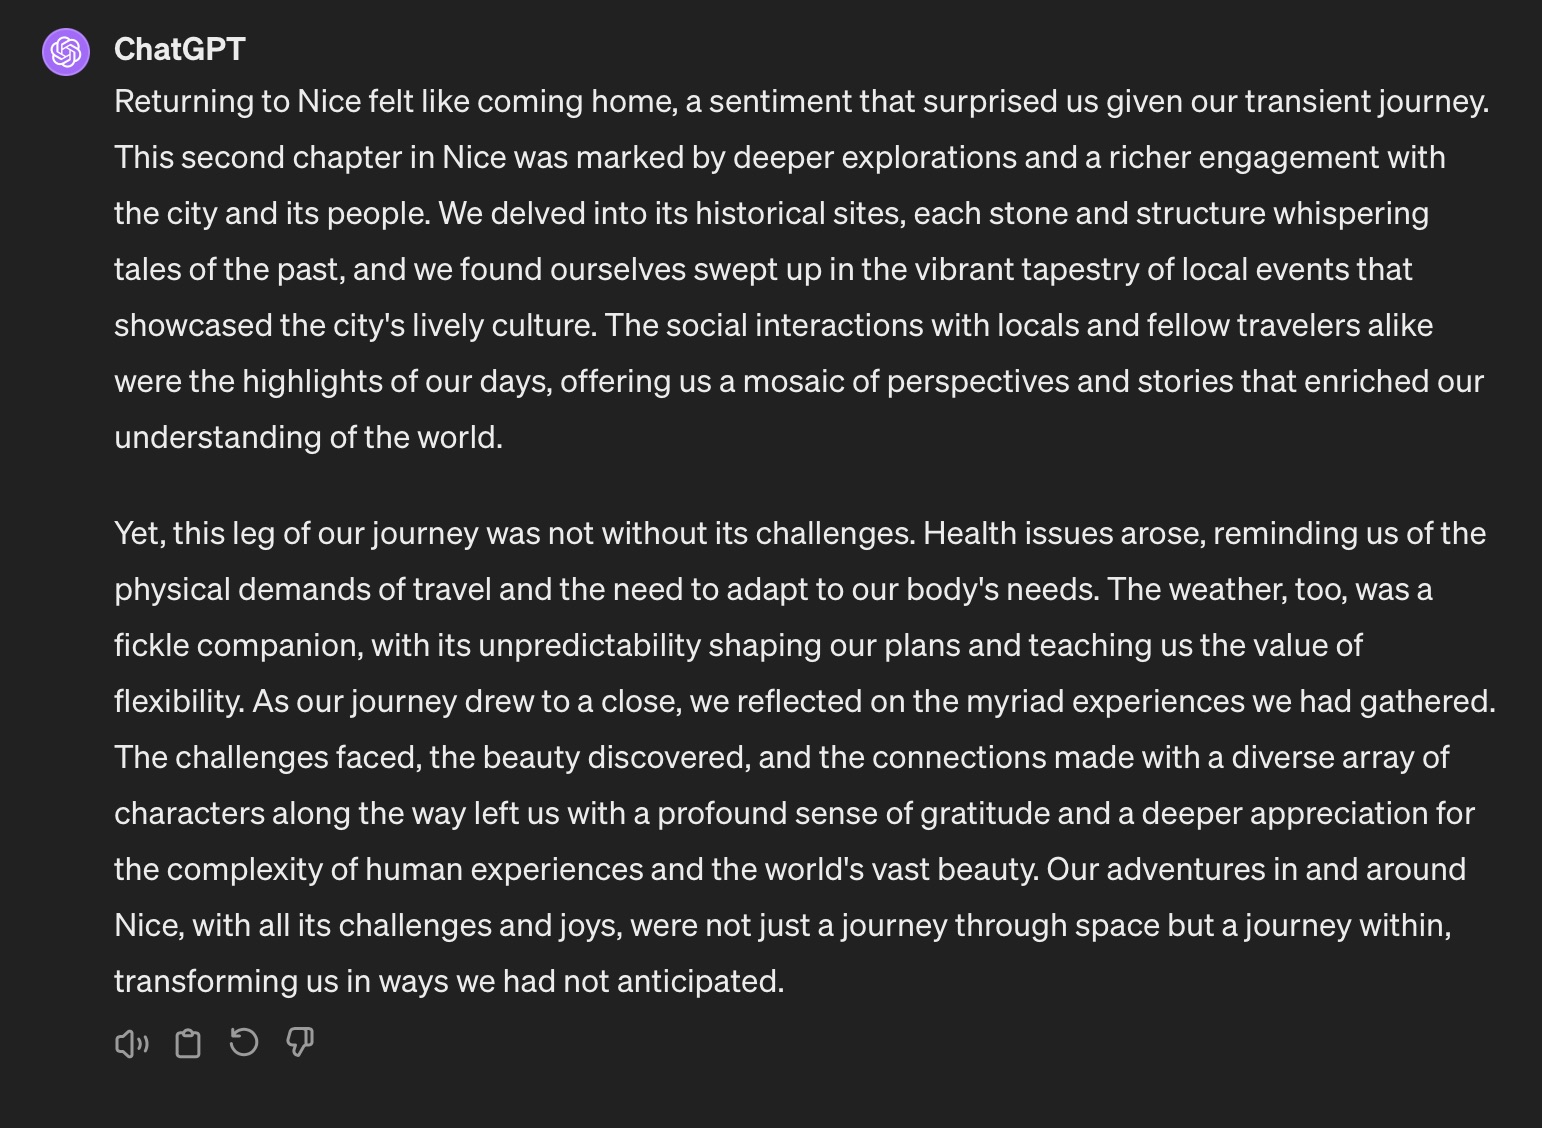 ChatGPT
Returning to Nice felt like coming home, a sentiment that surprised us given our transient journey.
This second chapter in Nice was marked by deeper explorations and a richer engagement with
the city and its people. We delved into its historical sites, each stone and structure whispering
tales of the past, and we found ourselves swept up in the vibrant tapestry of local events that
showcased the city's lively culture. The social interactions with locals and fellow travelers alike
were the highlights of our days, offering us a mosaic of perspectives and stories that enriched our
understanding of the world.
Yet, this leg of our journey was not without its challenges. Health issues arose, reminding us of the
physical demands of travel and the need to adapt to our body's needs. The weather, too, was a
fickle companion, with its unpredictability shaping our plans and teaching us the value of
flexibility. As our journey drew to a close, we reflected on the myriad experiences we had gathered.
The challenges faced, the beauty discovered, and the connections made with a diverse array of
characters along the way left us with a profound sense of gratitude and a deeper appreciation for
the complexity of human experiences and the world's vast beauty. Our adventures in and around
Nice, with all its challenges and joys, were not just a journey through space but a journey within,
transforming us in ways we had not anticipated.